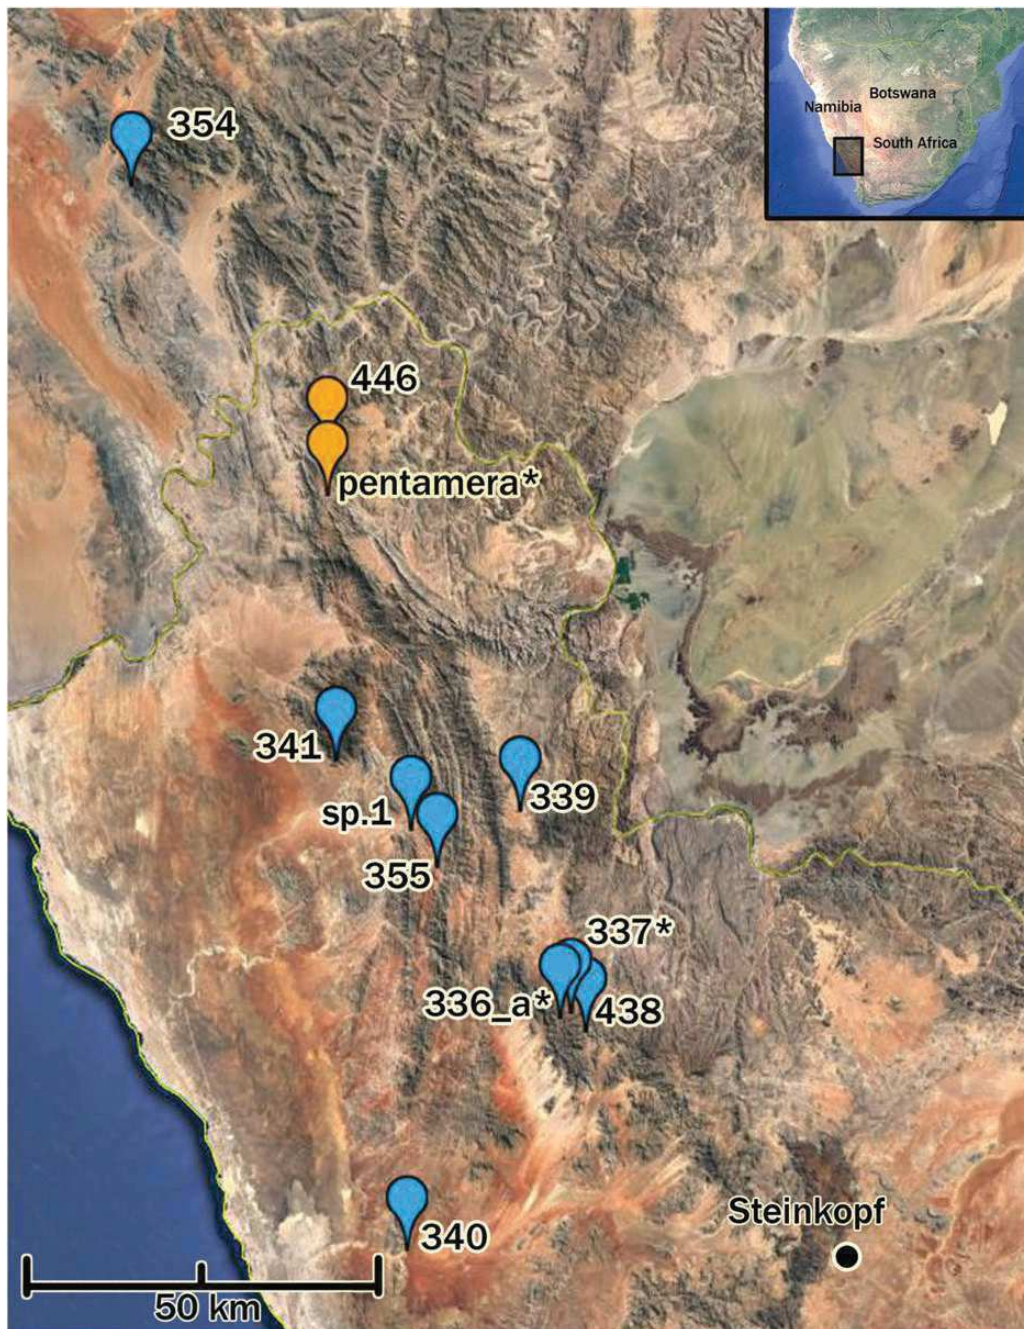 354
Botswana
Namibia
South Africa
446
pentamera*
341
339
sp.1
355
337*
336_a*
438
Steinkopf
340
50 km